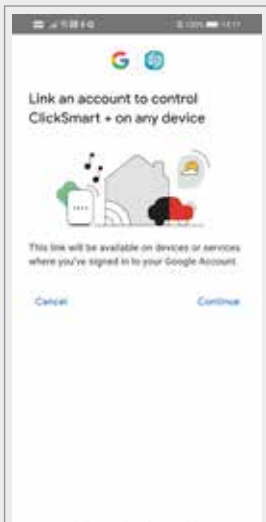 Link an account to control
ClickSmart + on any device
This link will be available on devices or services
where you've signed in to your Google Account.
Cancel
Continue